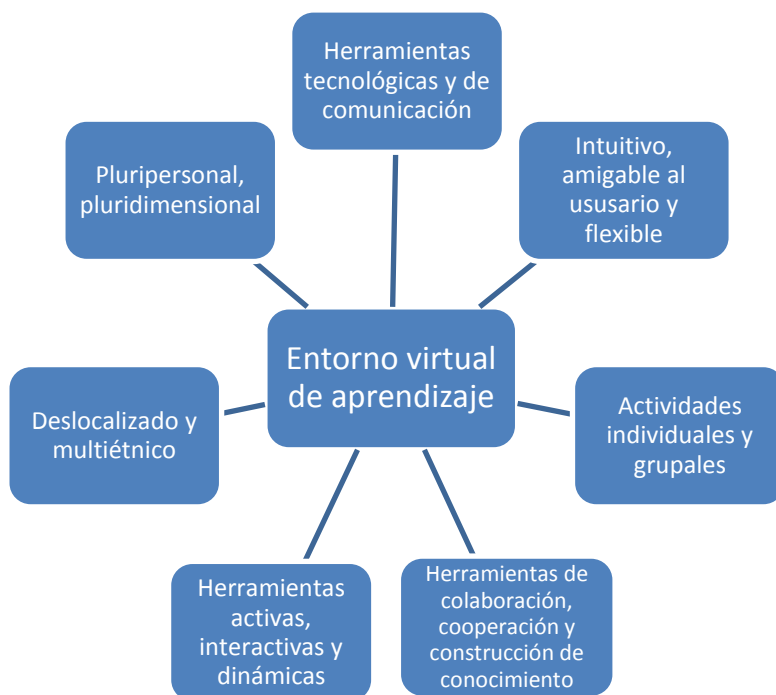 Herramientas
tecnológicas y de
comunicación
Pluripersonal,
pluridimensional
Intuitivo,
amigable al
ususario y
flexible
Entorno virtual
de aprendizaje
Deslocalizado y
multiétnico
Actividades
individuales y
grupales
Herramientas
activas,
interactivas y
dinámicas
Herramientas de
colaboración,
cooperación y
construcción de
conocimiento